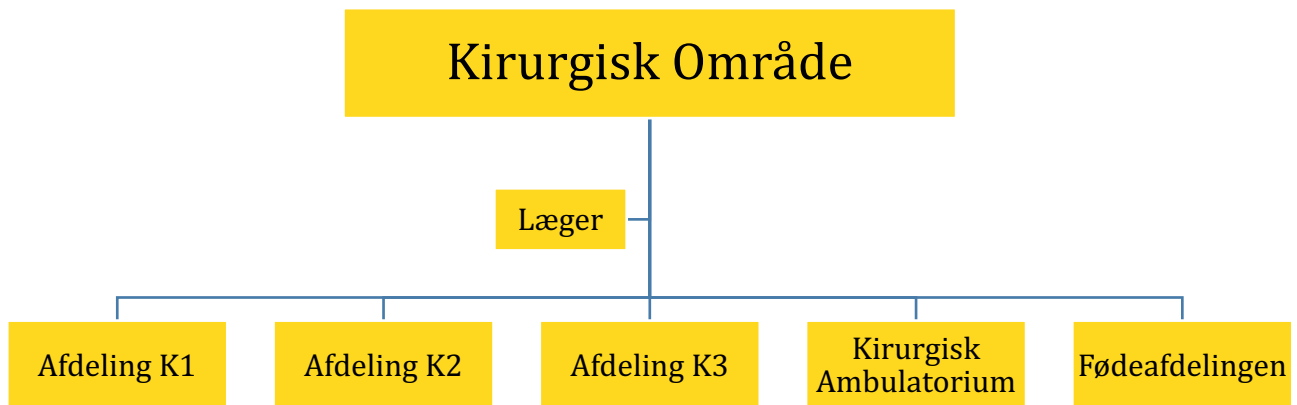 Kirurgisk Område
Læger
Afdeling K1
Afdeling K2
Afdeling K3
Kirurgisk
Ambulatorium
Fødeafdelingen